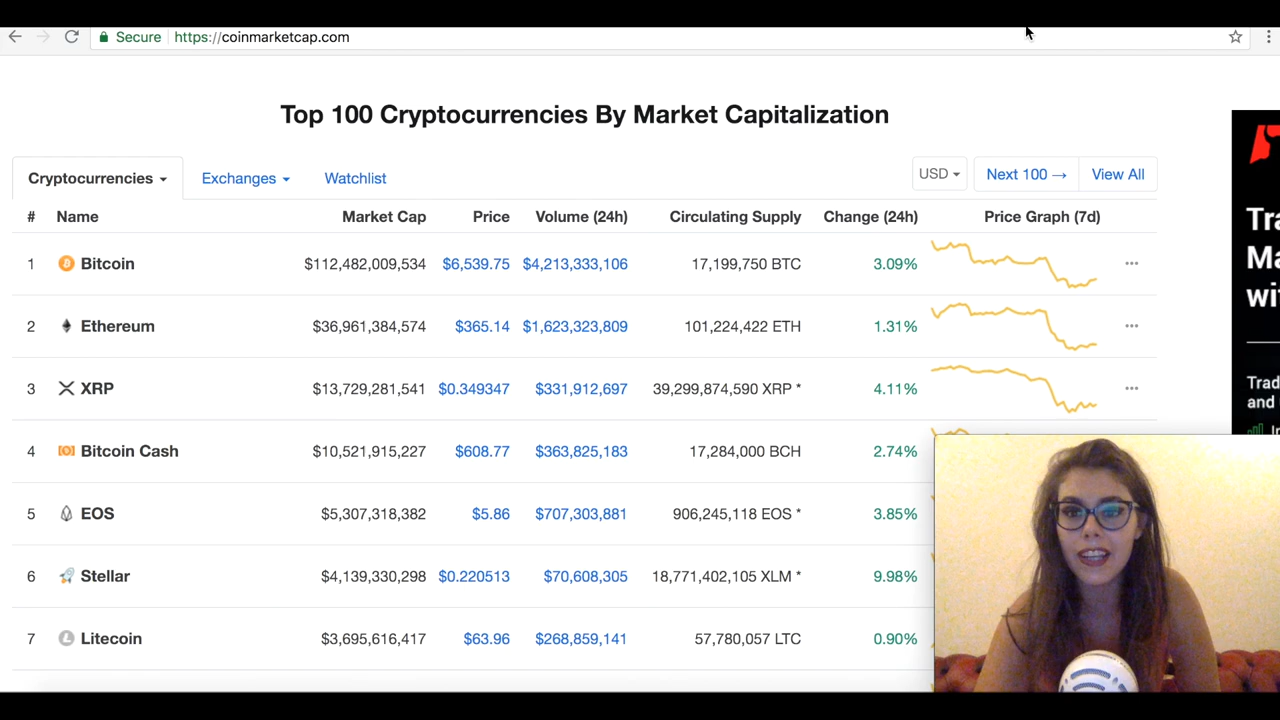 Secure https://coinmarketcap.com
Top 100 Cryptocurrencies By Market Capitalization
Cryptocurrencies Exchanges Watchlist USD Next 100 → View All
# Name Market Cap Price Volume (24h) Circulating Supply Change (24h) Price Graph (7d)
1 Bitcoin $112,482,009,534 $6,539.75 $4,213,333,106 17,199,750 BTC 3.09%
2 Ethereum $36,961,384,574 $365.14 $1,623,323,809 101,224,422 ETH 1.31%
3 XRP $13,729,281,541 $0.349347 $331,912,697 39,299,874,590 XRP * 4.11%
4 Bitcoin Cash $10,521,915,227 $608.77 $363,825,183 17,284,000 BCH 2.74%
5 EOS $5,307,318,382 $5.86 $707,303,881 906,245,118 EOS * 3.85%
6 Stellar $4,139,330,298 $0.220513 $70,608,305 18,771,402,105 XLM * 9.98%
7 Litecoin $3,695,616,417 $63.96 $268,859,141 57,780,057 LTC 0.90%
Tra
Ma
wi
Trad
and